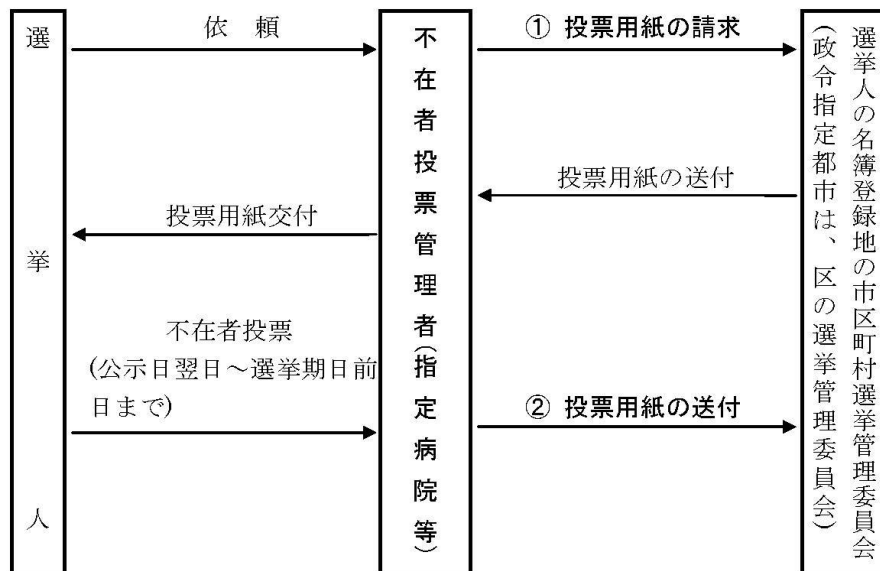 選挙人
依 頼
不在者投票管理者(指定病院等)
① 投票用紙の請求
選挙人の名簿登録地の市区町村選挙管理委員会
(政令指定都市は、区の選挙管理委員会)
投票用紙の送付
投票用紙交付
不在者投票
(公示日翌日～選挙期日前
日まで)
② 投票用紙の送付